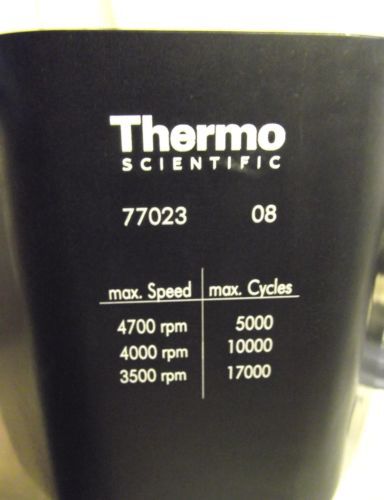 Thermo
SCIENTIFIC
77023 08
max. Speed max. Cycles
4700 rpm 5000
4000 rpm 10000
3500 rpm 17000